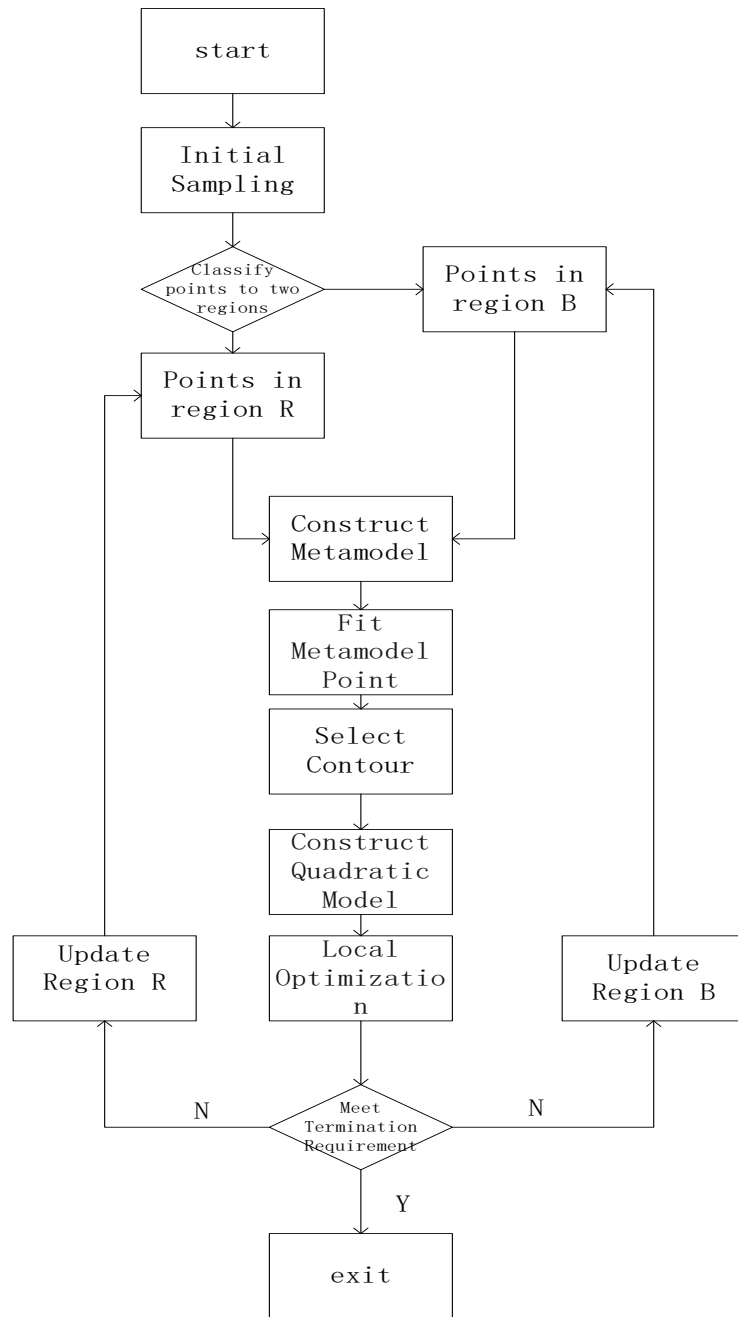 start
Initial
Sampling
Classify
points to two
regions
Points in
region B
Points in
region R
Construct
Metamodel
Fit
Metamodel
Point
Select
Contour
Construct
Quadratic
Model
Update
Region R
Local
Optimizatio
n
Update
Region B
N
Meet
Termination
Requirement
N
Y
exit